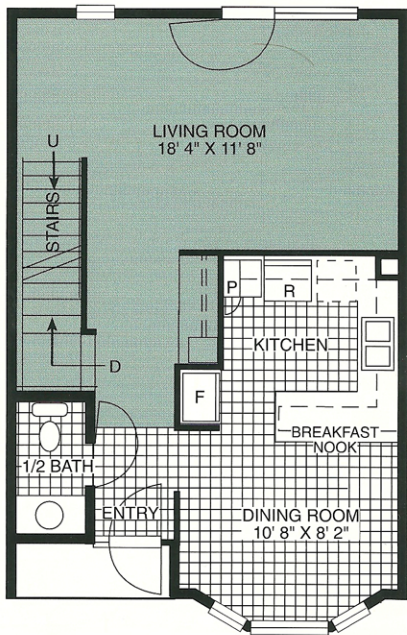 LIVING ROOM
18' 4" X 11' 8"
U
STAIRS
D
P
R
KITCHEN
F
BREAKFAST
NOOK
1/2 BATH
ENTRY
DINING ROOM
10' 8" X 8' 2"